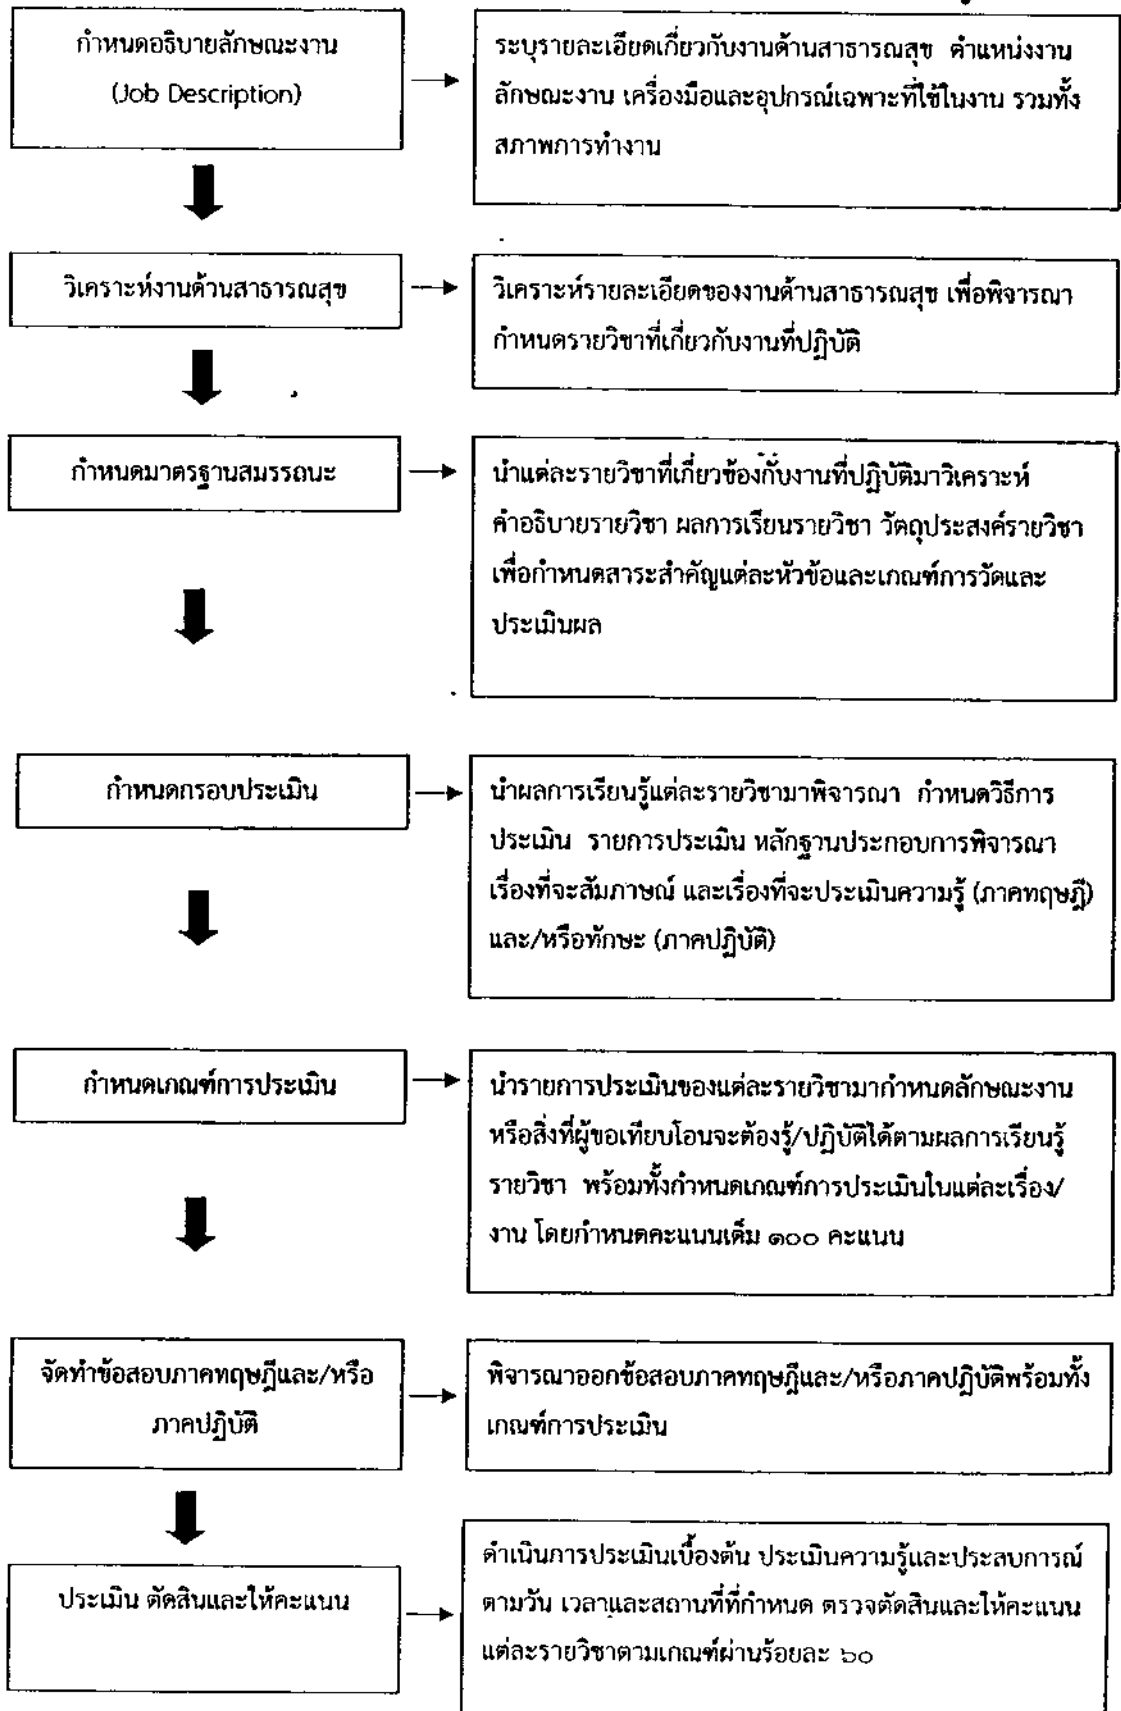 กำหนดอธิบายลักษณะงาน
(Job Description)
ระบุรายละเอียดเกี่ยวกับงานด้านสาธารณสุข ตำแหน่งงาน
ลักษณะงาน เครื่องมือและอุปกรณ์เฉพาะที่ใช้ในงาน รวมทั้ง
สภาพการทำงาน
วิเคราะห์งานด้านสาธารณสุข
วิเคราะห์รายละเอียดของงานด้านสาธารณสุข เพื่อพิจารณา
กำหนดรายวิชาที่เกี่ยวกับงานที่ปฏิบัติ
กำหนดมาตรฐานสมรรถนะ
นำแต่ละรายวิชาที่เกี่ยวข้องกับงานที่ปฏิบัติมาวิเคราะห์
คำอธิบายรายวิชา ผลการเรียนรายวิชา วัตถุประสงค์รายวิชา
เพื่อกำหนดสาระสำคัญแต่ละหัวข้อและเกณฑ์การวัดและ
ประเมินผล
กำหนดกรอบประเมิน
นำผลการเรียนรู้แต่ละรายวิชามาพิจารณา กำหนดวิธีการ
ประเมิน รายการประเมิน หลักฐานประกอบการพิจารณา
เรื่องที่จะสัมภาษณ์ และเรื่องที่จะประเมินความรู้ (ภาคทฤษฎี)
และ/หรือทักษะ (ภาคปฏิบัติ)
กำหนดเกณฑ์การประเมิน
นำรายการประเมินของแต่ละรายวิชามากำหนดลักษณะงาน
หรือสิ่งที่ผู้ขอเทียบโอนจะต้องรู้/ปฏิบัติได้ตามผลการเรียนรู้
รายวิชา พร้อมทั้งกำหนดเกณฑ์การประเมินในแต่ละเรื่อง/
งาน โดยกำหนดคะแนนเต็ม ๑๐๐ คะแนน
จัดทำข้อสอบภาคทฤษฎีและ/หรือ
ภาคปฏิบัติ
พิจารณาออกข้อสอบภาคทฤษฎีและ/หรือภาคปฏิบัติพร้อมทั้ง
เกณฑ์การประเมิน
ประเมิน ตัดสินและให้คะแนน
ดำเนินการประเมินเบื้องต้น ประเมินความรู้และประสบการณ์
ตามวัน เวลาและสถานที่ที่กำหนด ตรวจตัดสินและให้คะแนน
แต่ละรายวิชาตามเกณฑ์ผ่านร้อยละ ๖๐